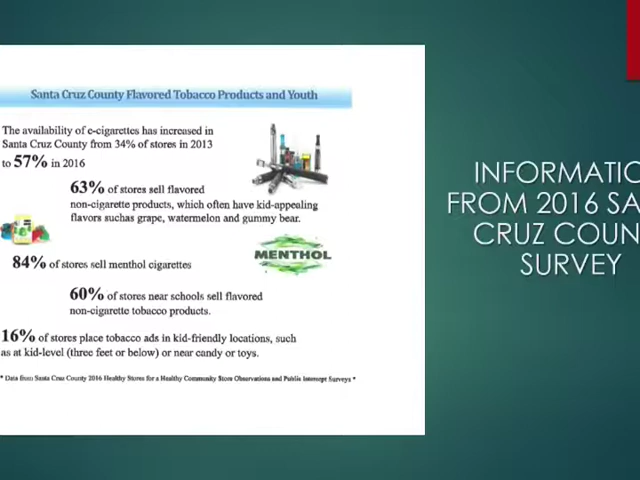 Santa Cruz County Flavored Tobacco Products and Youth
The availability of e-cigarettes has increased in
Santa Cruz County from 34% of stores in 2013
to 57% in 2016
63% of stores sell flavored
non-cigarette products, which often have kid-appealing
flavors suchas grape, watermelon and gummy bear.
84% of stores sell menthol cigarettes
MENTHOL
60% of stores near schools sell flavored
non-cigarette tobacco products.
16% of stores place tobacco ads in kid-friendly locations, such
as at kid-level (three feet or below) or near candy or toys.
* Data from Santa Cruz County 2016 Healthy Stores for a Healthy Community Store Observations and Public Intercept Surveys *
INFORMATIO
FROM 2016 SA
CRUZ COUN
SURVEY